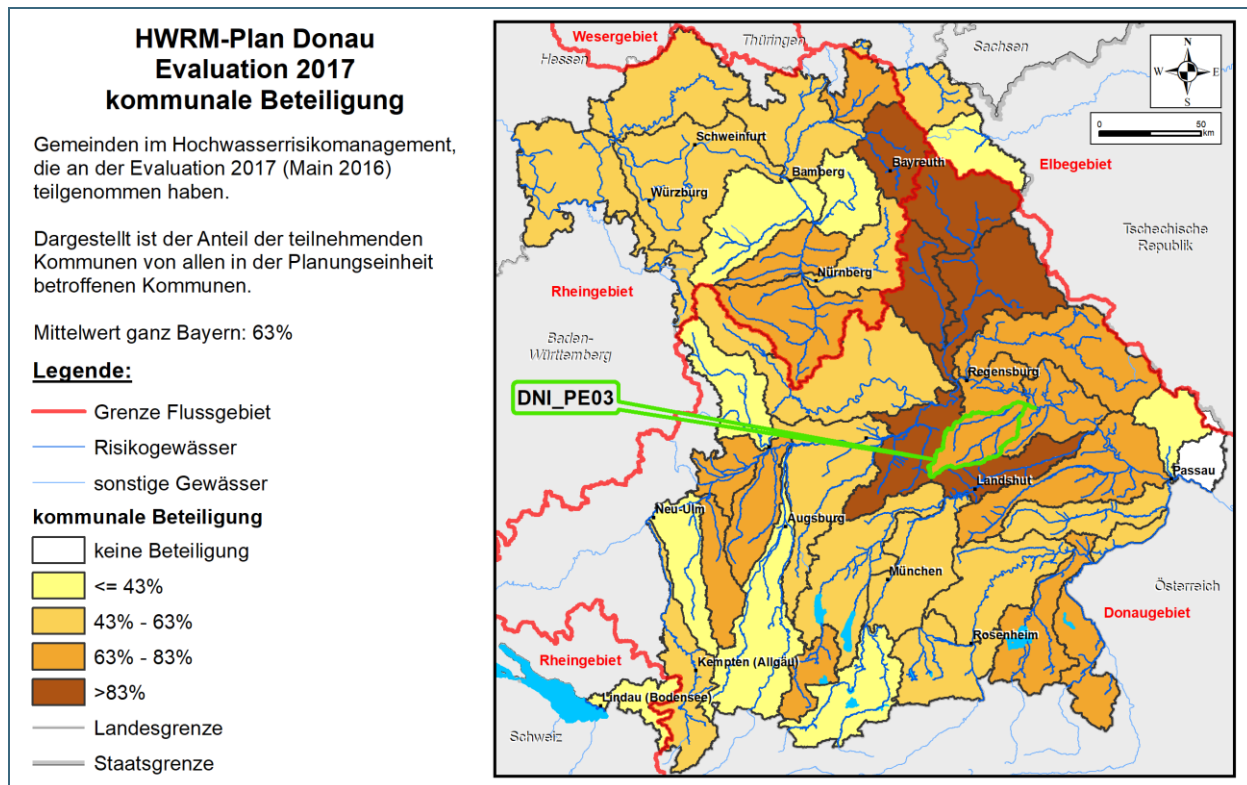 HWRM-Plan Donau
Evaluation 2017
kommunale Beteiligung
Gemeinden im Hochwasserrisikomanagement,
die an der Evaluation 2017 (Main 2016)
teilgenommen haben.
Dargestellt ist der Anteil der teilnehmenden
Kommunen von allen in der Planungseinheit
betroffenen Kommunen.
Mittelwert ganz Bayern: 63%
Legende:
Grenze Flussgebiet
Risikogewässer
sonstige Gewässer
kommunale Beteiligung
keine Beteiligung
<= 43%
43% - 63%
63% - 83%
>83%
Landesgrenze
Staatsgrenze
Wesergebiet
Thüringen
Hessen
Sachsen
N
W E
S
0 50
km
Schweinfurt
Bayreuth
Elbegebiet
Bamberg
Würzburg
Tschechische
Republik
Nürnberg
Rheingebiet
Baden-
Württemberg
Regensburg
DNI_PE03
Passau
Landshut
Neu-Ulm
Augsburg
München
Österreich
Donaugebiet
Rosenheim
Rheingebiet
Kempten (Allgäu)
Lindau (Bodensee)
Schweiz